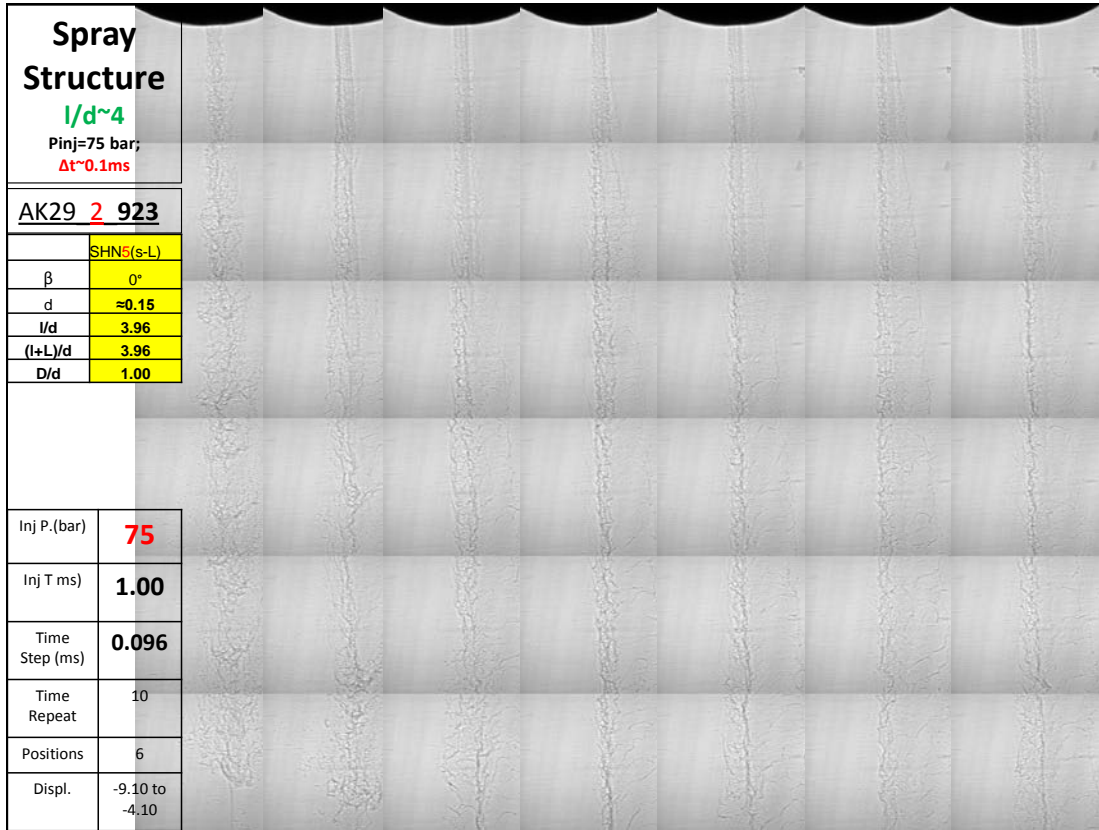 Spray
Structure
l/d~4
Pinj=75 bar;
Δt~0.1ms
AK29_2_923
SHN5(s-L)
β 0°
d ≈0.15
l/d 3.96
(l+L)/d 3.96
D/d 1.00
Inj P.(bar) 75
Inj T ms) 1.00
Time
Step (ms) 0.096
Time
Repeat 10
Positions 6
Displ. -9.10 to
-4.10